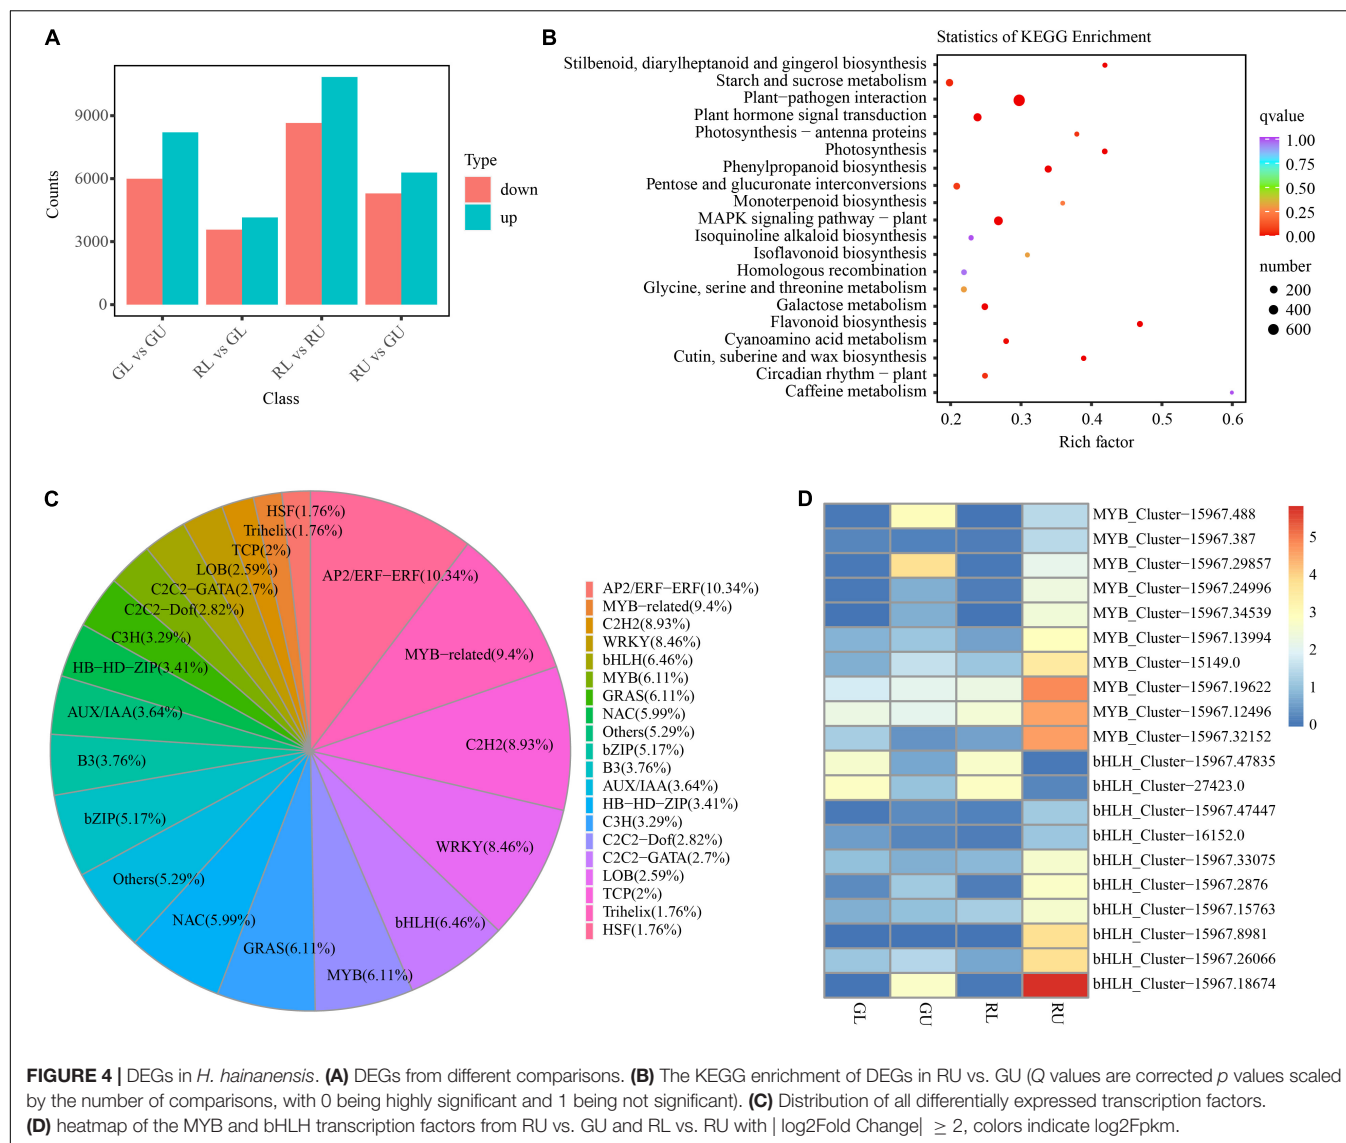 A
9000
6000
3000
0
Counts
GL vs GU
RL vs GL
RL vs RU
RU vs GU
Class
Type
down
up
B
Statistics of KEGG Enrichment
Stilbenoid, diarylheptanoid and gingerol biosynthesis
Starch and sucrose metabolism
Plant−pathogen interaction
Plant hormone signal transduction
Photosynthesis − antenna proteins
Photosynthesis
Phenylpropanoid biosynthesis
Pentose and glucuronate interconversions
Monoterpenoid biosynthesis
MAPK signaling pathway − plant
Isoquinoline alkaloid biosynthesis
Isoflavonoid biosynthesis
Homologous recombination
Glycine, serine and threonine metabolism
Galactose metabolism
Flavonoid biosynthesis
Cyanoamino acid metabolism
Cutin, suberine and wax biosynthesis
Circadian rhythm − plant
Caffeine metabolism
0.2 0.3 0.4 0.5 0.6
Rich factor
qvalue
1.00
0.75
0.50
0.25
0.00
number
200
400
600
C
HSF(1.76%)
Trihelix(1.76%)
TCP(2%)
LOB(2.59%)
C2C2−GATA(2.7%)
C2C2−Dof(2.82%)
C3H(3.29%)
HB−HD−ZIP(3.41%)
AUX/IAA(3.64%)
B3(3.76%)
bZIP(5.17%)
Others(5.29%)
NAC(5.99%)
GRAS(6.11%)
MYB(6.11%)
bHLH(6.46%)
WRKY(8.46%)
C2H2(8.93%)
MYB−related(9.4%)
AP2/ERF−ERF(10.34%)
AP2/ERF−ERF(10.34%)
MYB−related(9.4%)
C2H2(8.93%)
WRKY(8.46%)
bHLH(6.46%)
MYB(6.11%)
GRAS(6.11%)
NAC(5.99%)
Others(5.29%)
bZIP(5.17%)
B3(3.76%)
AUX/IAA(3.64%)
HB−HD−ZIP(3.41%)
C3H(3.29%)
C2C2−Dof(2.82%)
C2C2−GATA(2.7%)
LOB(2.59%)
TCP(2%)
Trihelix(1.76%)
HSF(1.76%)
D
MYB_Cluster−15967.488
MYB_Cluster−15967.387
MYB_Cluster−15967.29857
MYB_Cluster−15967.24996
MYB_Cluster−15967.34539
MYB_Cluster−15967.13994
MYB_Cluster−15149.0
MYB_Cluster−15967.19622
MYB_Cluster−15967.12496
MYB_Cluster−15967.32152
bHLH_Cluster−15967.47835
bHLH_Cluster−27423.0
bHLH_Cluster−15967.47447
bHLH_Cluster−16152.0
bHLH_Cluster−15967.33075
bHLH_Cluster−15967.2876
bHLH_Cluster−15967.15763
bHLH_Cluster−15967.8981
bHLH_Cluster−15967.26066
bHLH_Cluster−15967.18674
GL GU RL RU
5
4
3
2
1
0
FIGURE 4 | DEGs in H. hainanensis. (A) DEGs from different comparisons. (B) The KEGG enrichment of DEGs in RU vs. GU (Q values are corrected p values scaled
by the number of comparisons, with 0 being highly significant and 1 being not significant). (C) Distribution of all differentially expressed transcription factors.
(D) heatmap of the MYB and bHLH transcription factors from RU vs. GU and RL vs. RU with | log2Fold Change| ≥ 2, colors indicate log2Fpkm.